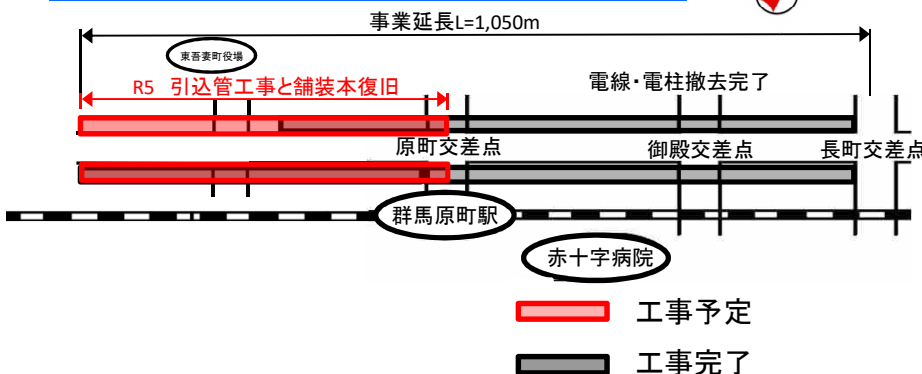 事業延長L=1,050m
東吾妻町役場
R5 引込管工事と舗装本復旧
電線・電柱撤去完了
原町交差点
御殿交差点
長町交差点
群馬原町駅
赤十字病院
工事予定
工事完了